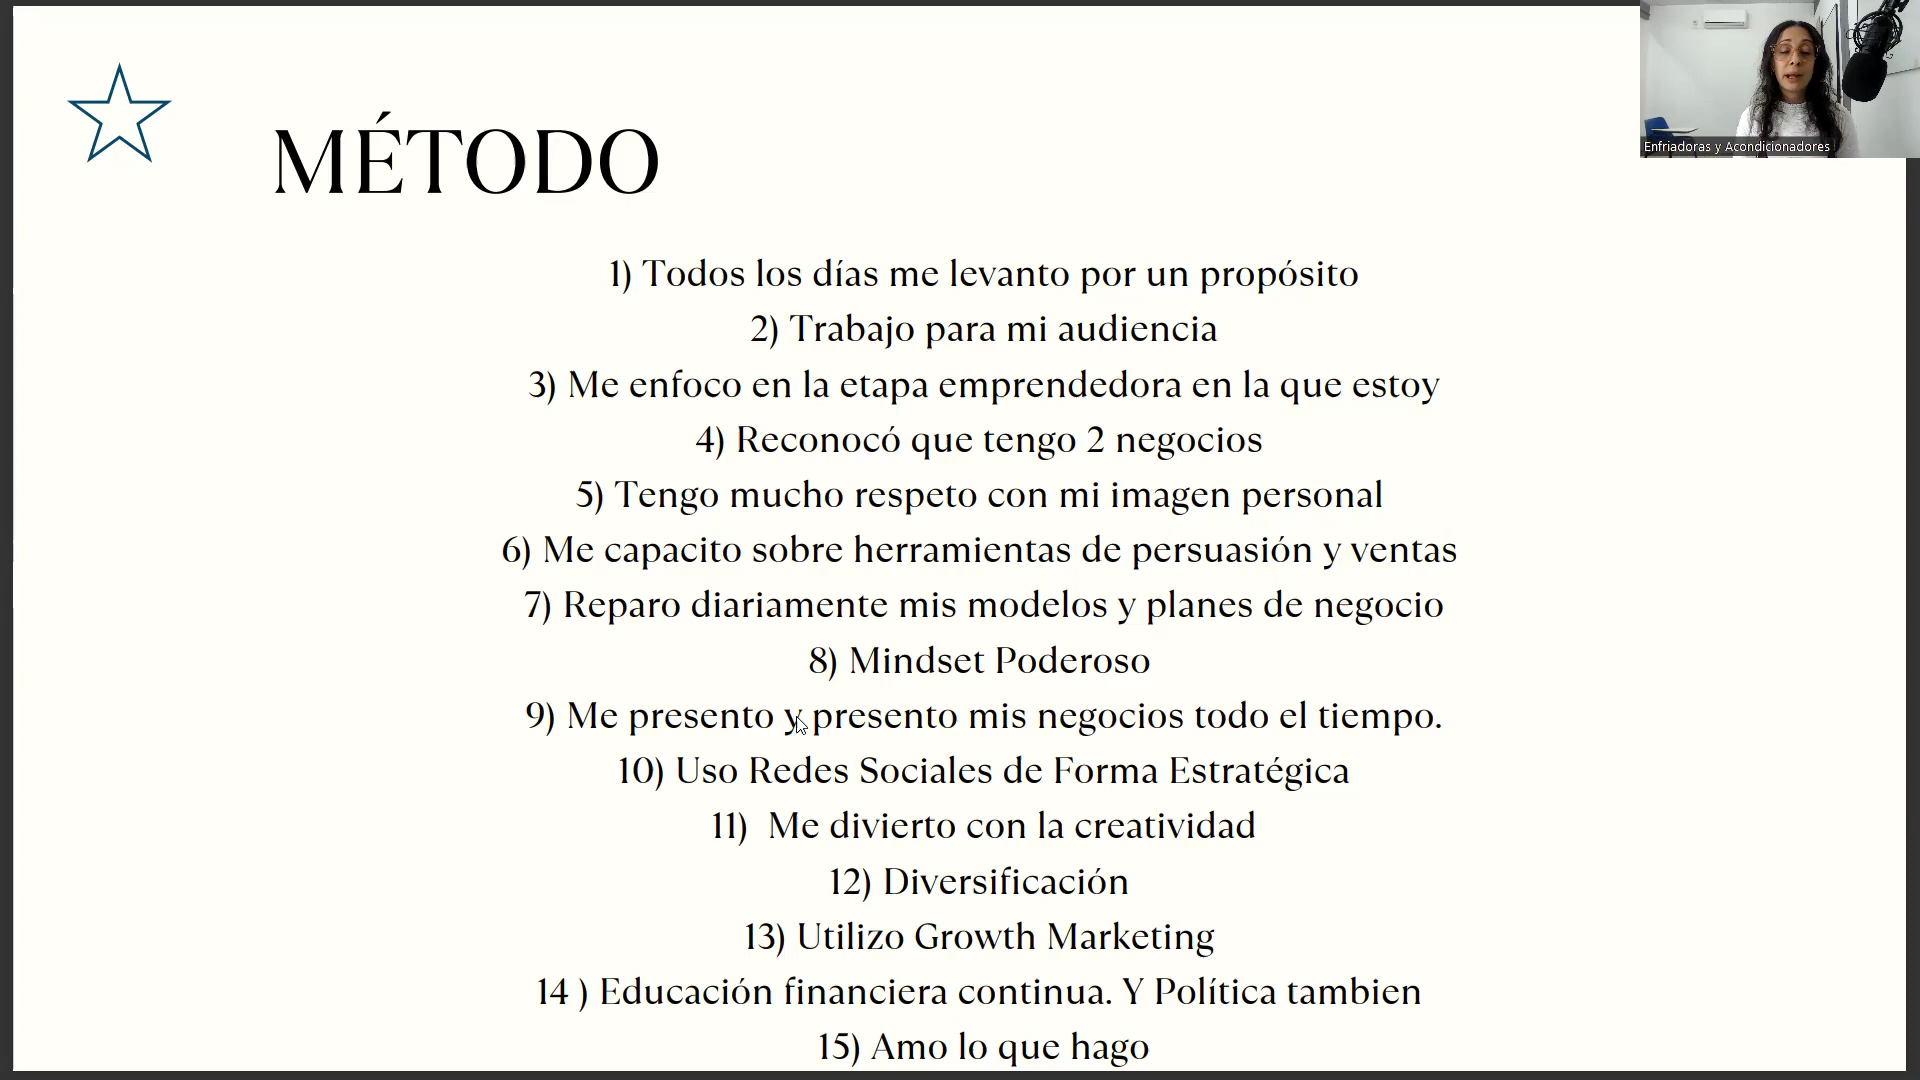 MÉTODO
1) Todos los días me levanto por un propósito
2) Trabajo para mi audiencia
3) Me enfoco en la etapa emprendedora en la que estoy
4) Reconocó que tengo 2 negocios
5) Tengo mucho respeto con mi imagen personal
6) Me capacito sobre herramientas de persuasión y ventas
7) Reparo diariamente mis modelos y planes de negocio
8) Mindset Poderoso
9) Me presento y presento mis negocios todo el tiempo.
10) Uso Redes Sociales de Forma Estratégica
11) Me divierto con la creatividad
12) Diversificación
13) Utilizo Growth Marketing
14 ) Educación financiera continua. Y Política tambien
15) Amo lo que hago
Enfriadoras y Acondicionadores